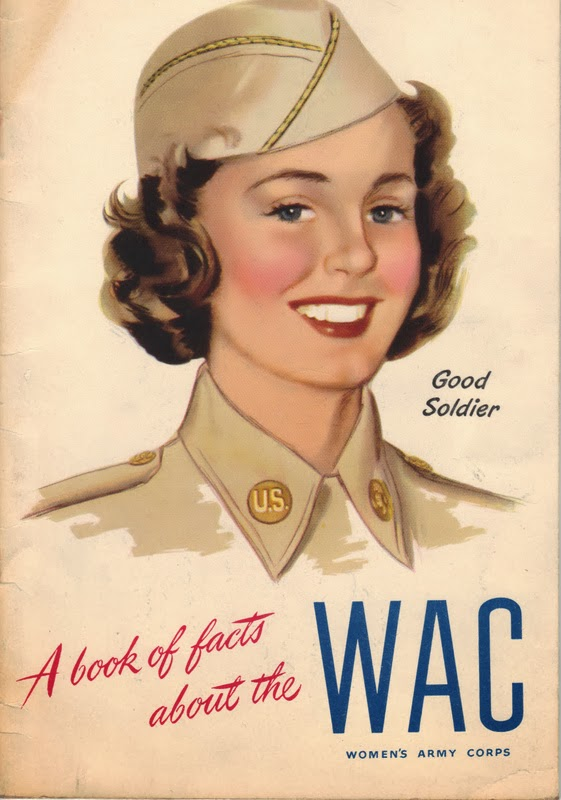 Good
Soldier
U.S.
A book of facts
about the
WAC
WOMEN'S ARMY CORPS